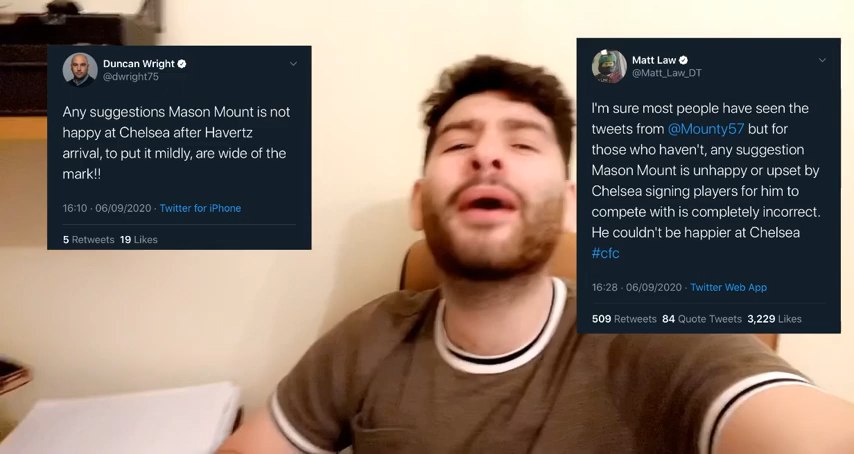 Duncan Wright
@dwright75
Any suggestions Mason Mount is not
happy at Chelsea after Havertz
arrival, to put it mildly, are wide of the
mark!!
16:10 · 06/09/2020 · Twitter for iPhone
5 Retweets 19 Likes
Matt Law
@Matt_Law_DT
I'm sure most people have seen the
tweets from @Mounty57 but for
those who haven't, any suggestion
Mason Mount is unhappy or upset by
Chelsea signing players for him to
compete with is completely incorrect.
He couldn't be happier at Chelsea
#cfc
16:28 · 06/09/2020 · Twitter Web App
509 Retweets 84 Quote Tweets 3,229 Likes